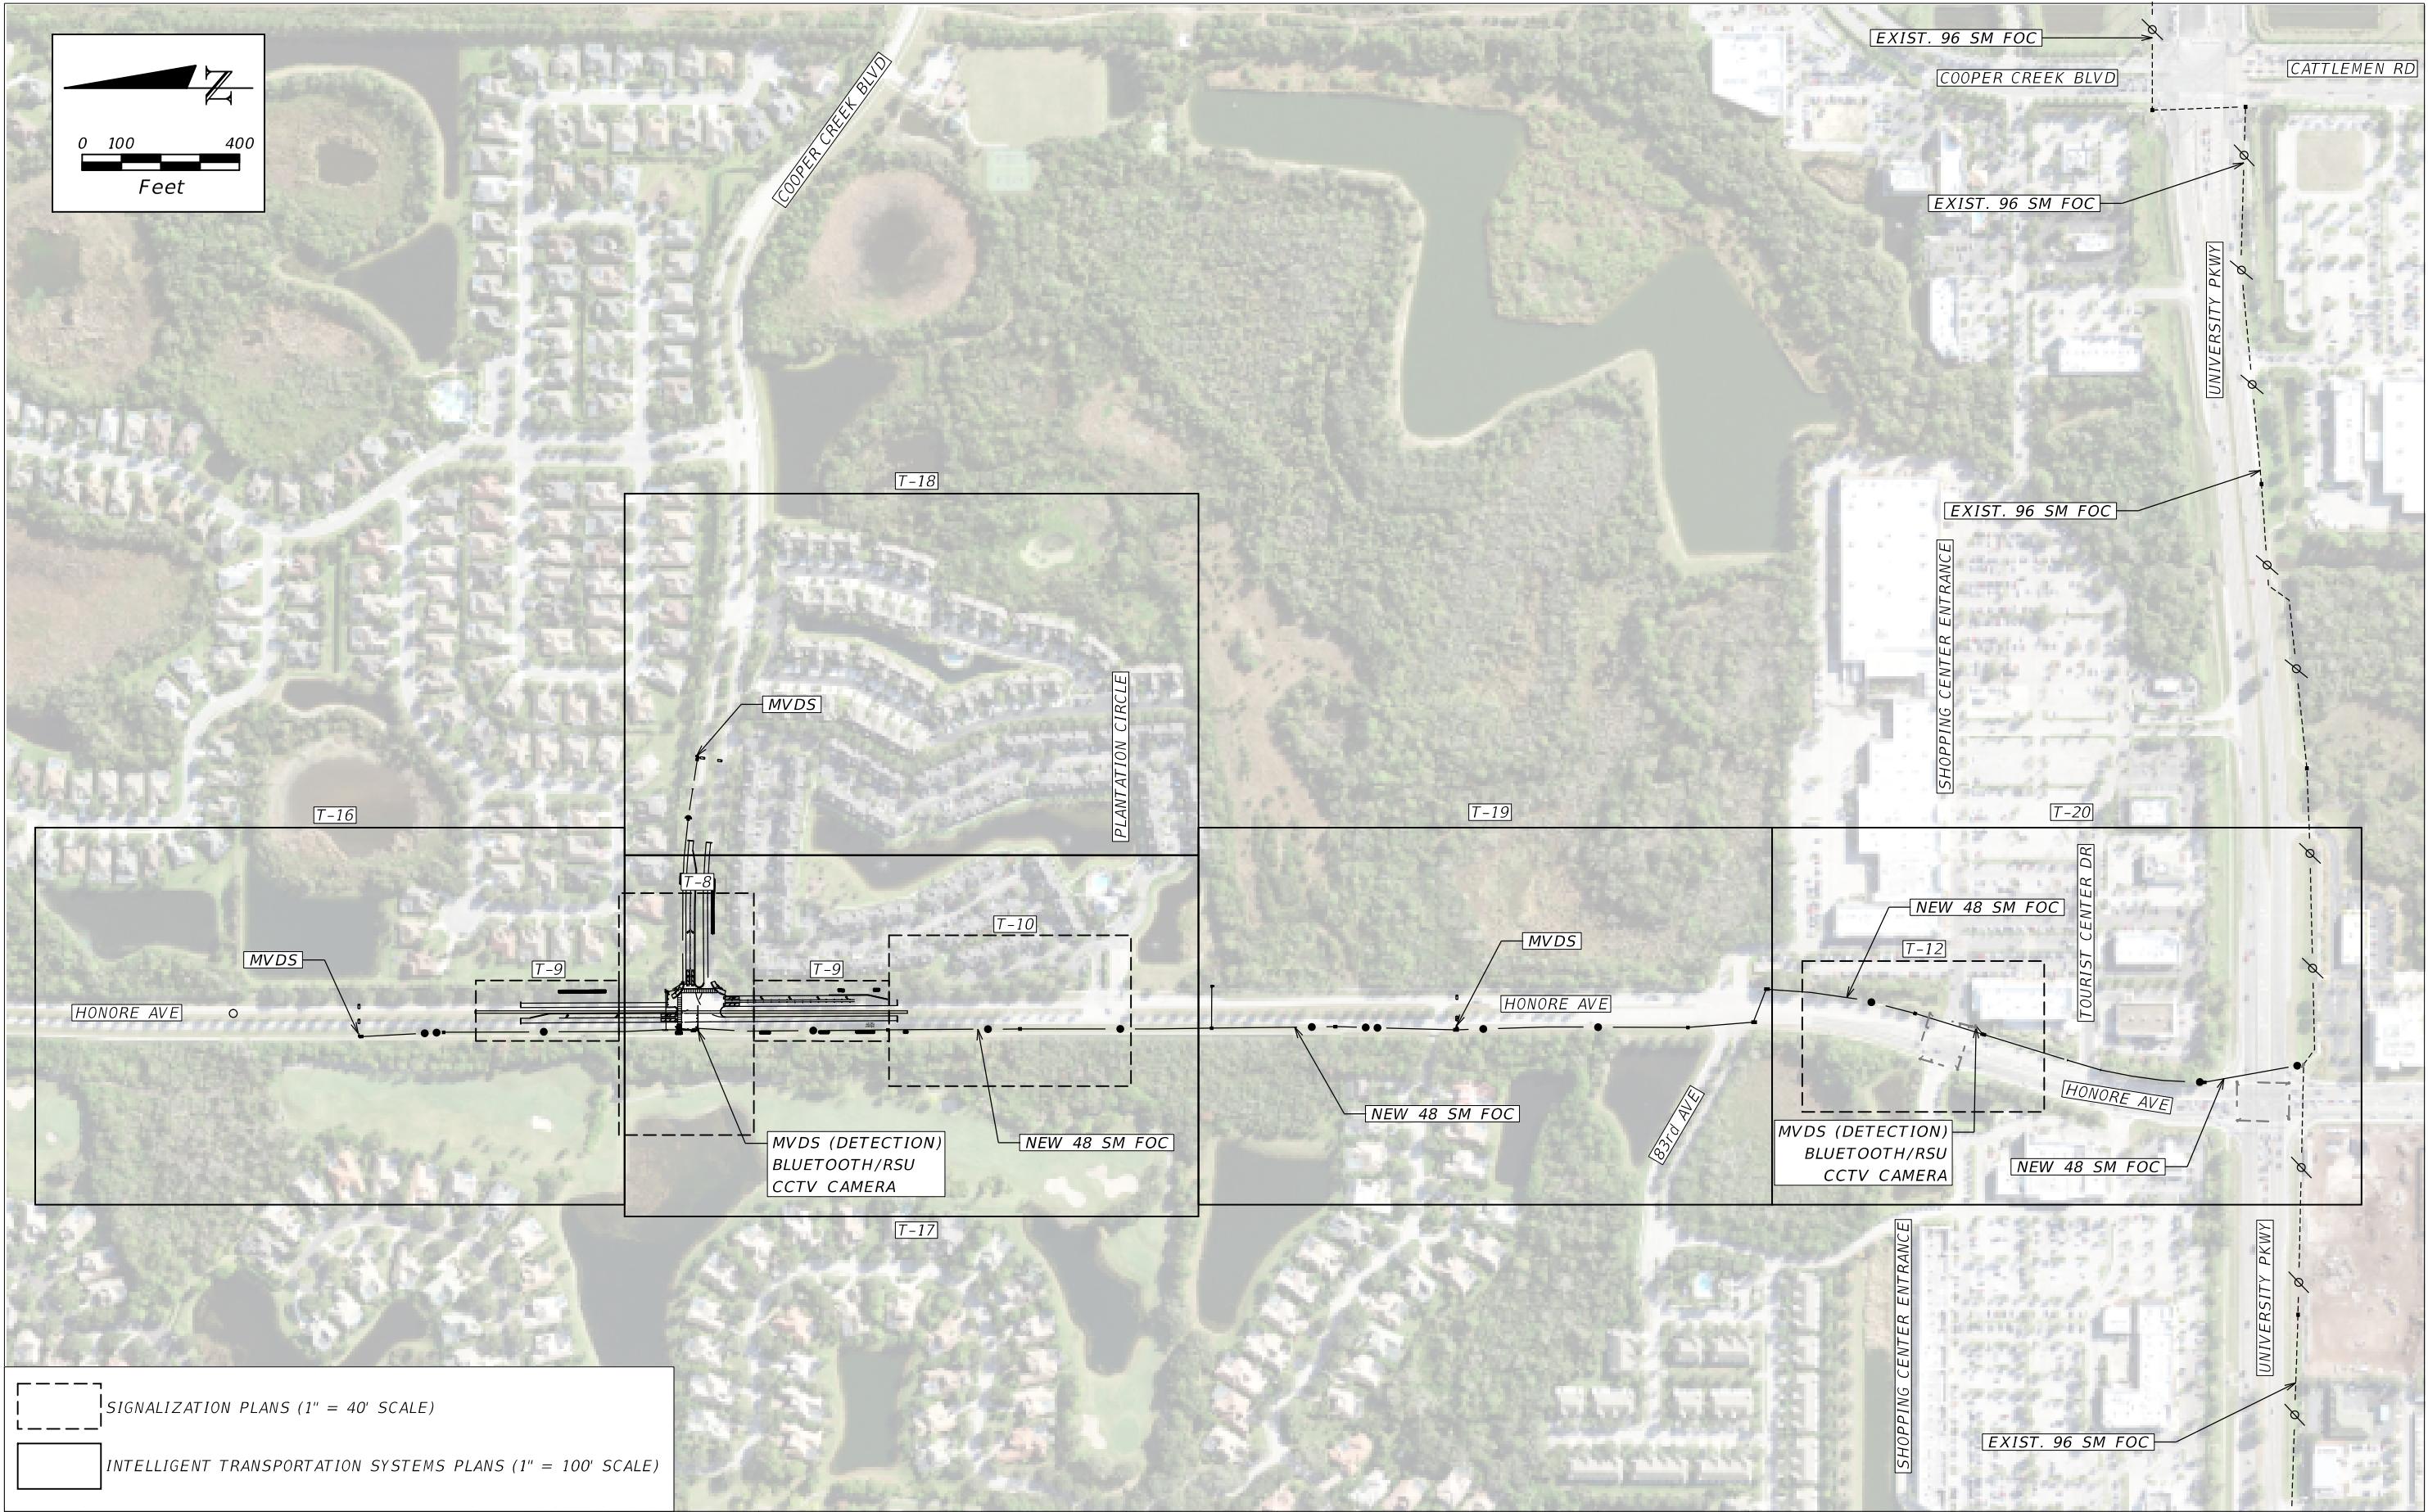 EXIST. 96 SM FOC
COOPER CREEK BLVD
CATTLEMEN RD
COOPER CREEK BLVD
N
0 100 400
Feet
EXIST. 96 SM FOC
UNIVERSITY PKWY
T-18
EXIST. 96 SM FOC
SHOPPING CENTER ENTRANCE
MVDS
PLANTATION CIRCLE
T-16
T-19
T-20
T-8
TOURIST CENTER DR
NEW 48 SM FOC
T-10
MVDS
T-12
MVDS
T-9
T-9
HONORE AVE
HONORE AVE
HONORE AVE
83rd AVE
NEW 48 SM FOC
MVDS (DETECTION)
BLUETOOTH/RSU
CCTV CAMERA
NEW 48 SM FOC
MVDS (DETECTION)
BLUETOOTH/RSU
CCTV CAMERA
NEW 48 SM FOC
T-17
SHOPPING CENTER ENTRANCE
UNIVERSITY PKWY
EXIST. 96 SM FOC
SIGNALIZATION PLANS (1" = 40' SCALE)
INTELLIGENT TRANSPORTATION SYSTEMS PLANS (1" = 100' SCALE)